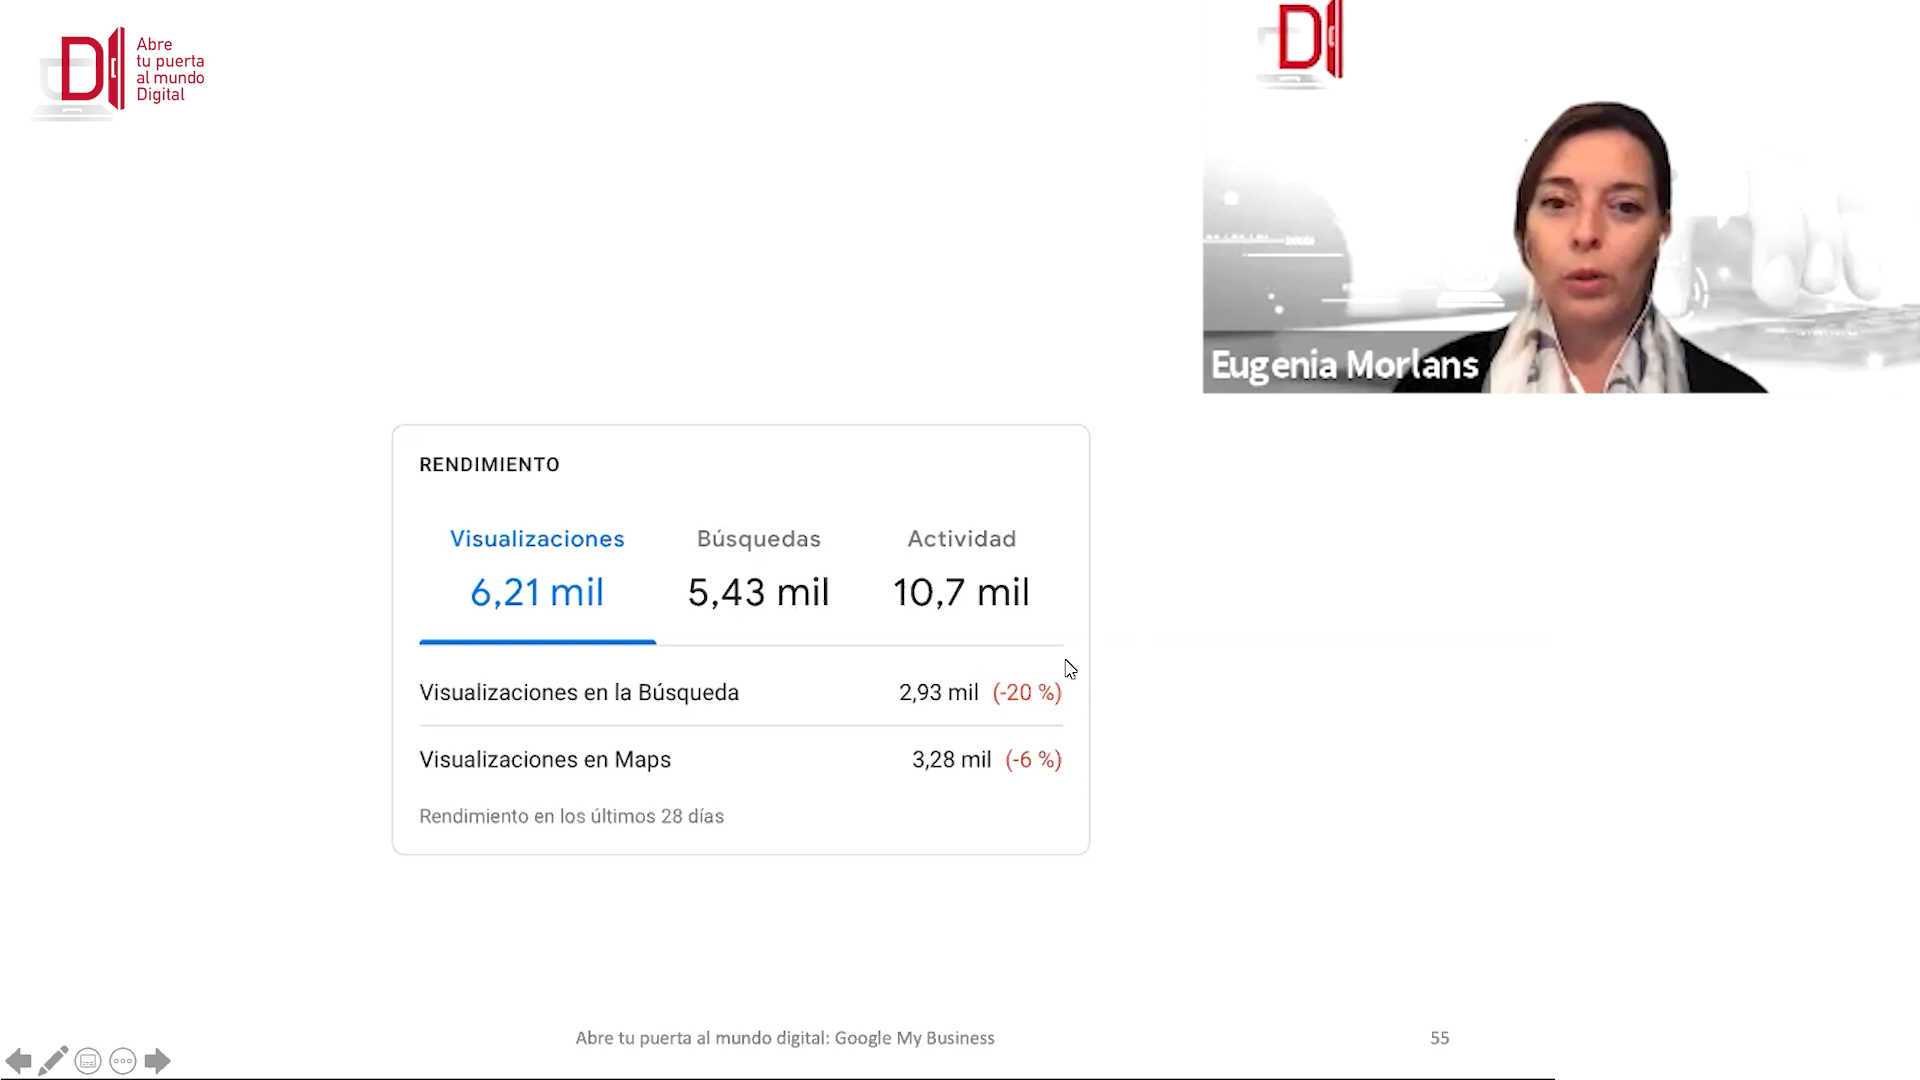 Abre
tu puerta
al mundo
Digital
Eugenia Morlans
RENDIMIENTO
Visualizaciones Búsquedas Actividad
6,21 mil 5,43 mil 10,7 mil
Visualizaciones en la Búsqueda 2,93 mil (-20 %)
Visualizaciones en Maps 3,28 mil (-6 %)
Rendimiento en los últimos 28 días
Abre tu puerta al mundo digital: Google My Business 55